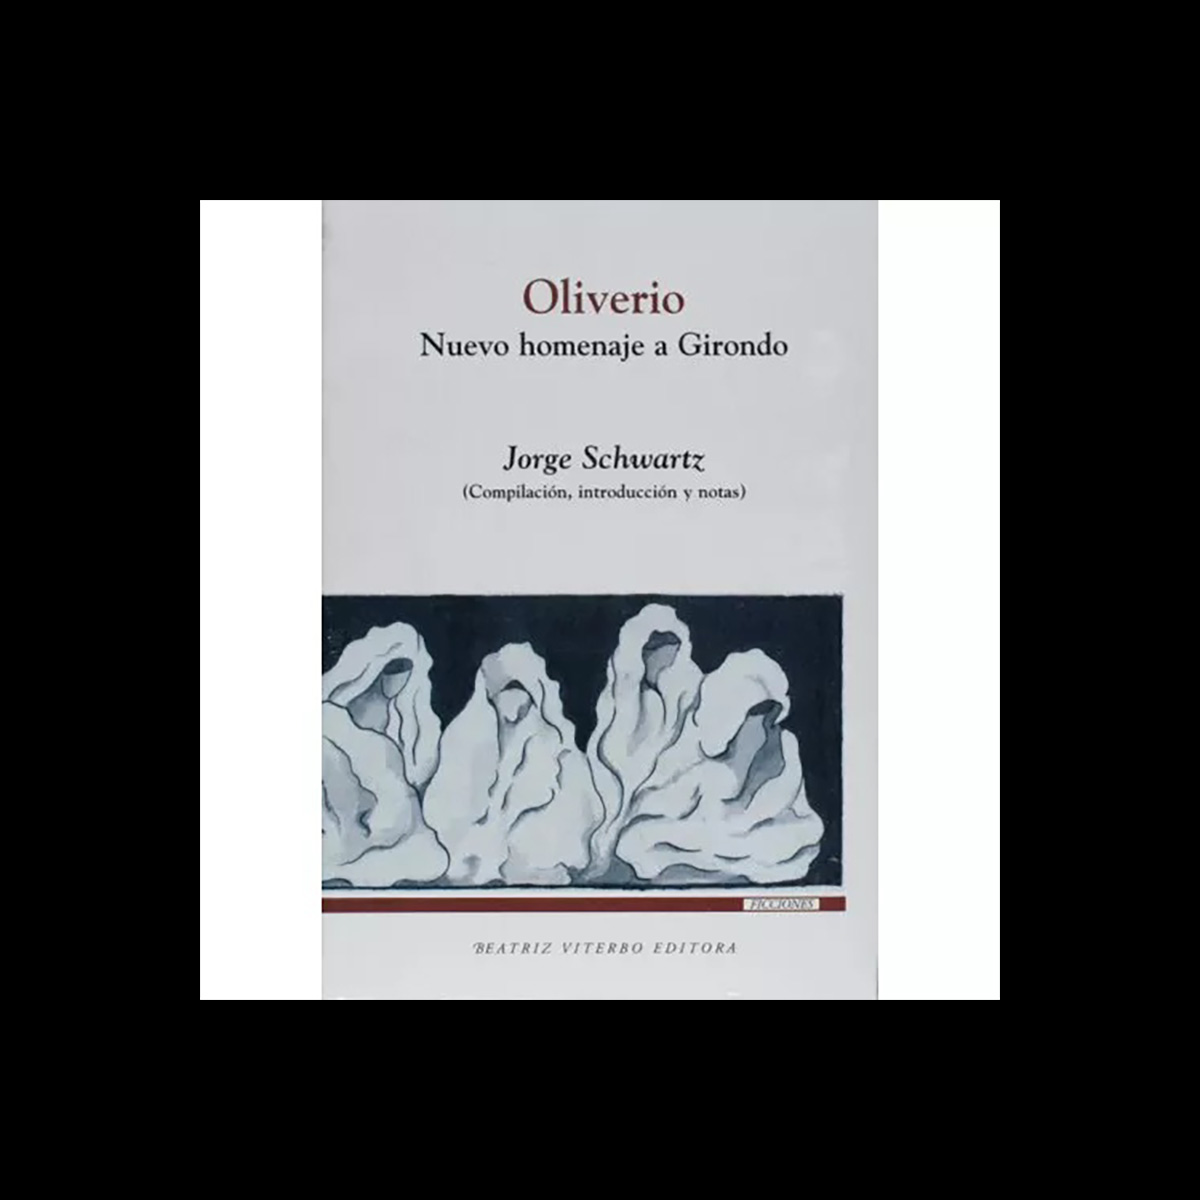 Oliverio
Nuevo homenaje a Girondo
Jorge Schwartz
(Compilación, introducción y notas)
FICCIONES
BEATRIZ VITERBO EDITORA